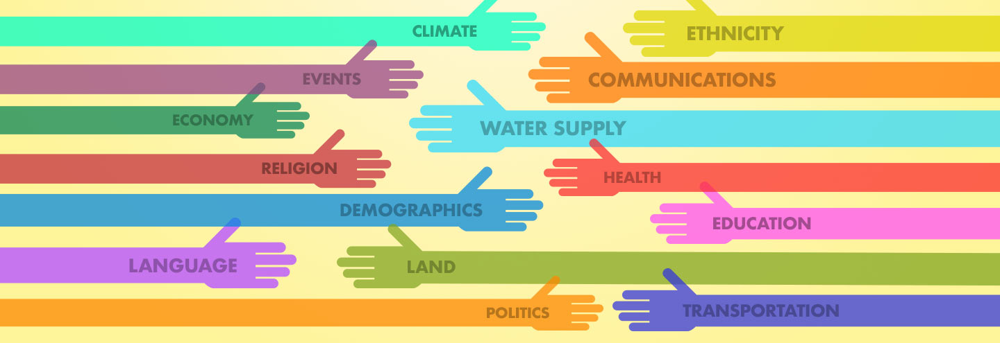 CLIMATE
ETHNICITY
EVENTS
COMMUNICATIONS
ECONOMY
WATER SUPPLY
RELIGION
HEALTH
DEMOGRAPHICS
EDUCATION
LANGUAGE
LAND
POLITICS
TRANSPORTATION